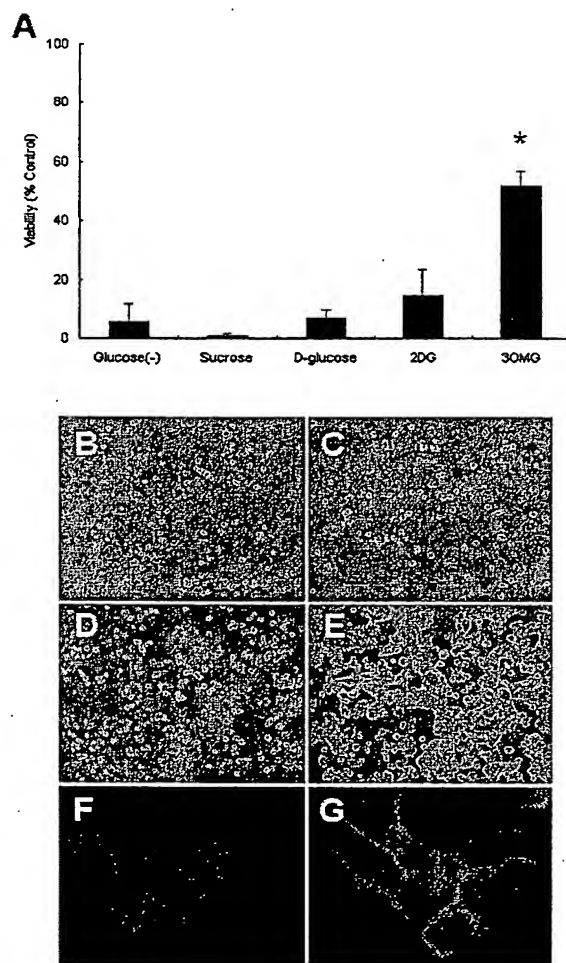 A
100
80
60
40
20
0
Viability (% Control)
*
Glucose(-) Sucrose D-glucose 2DG 3OMG
B C
D E
F G